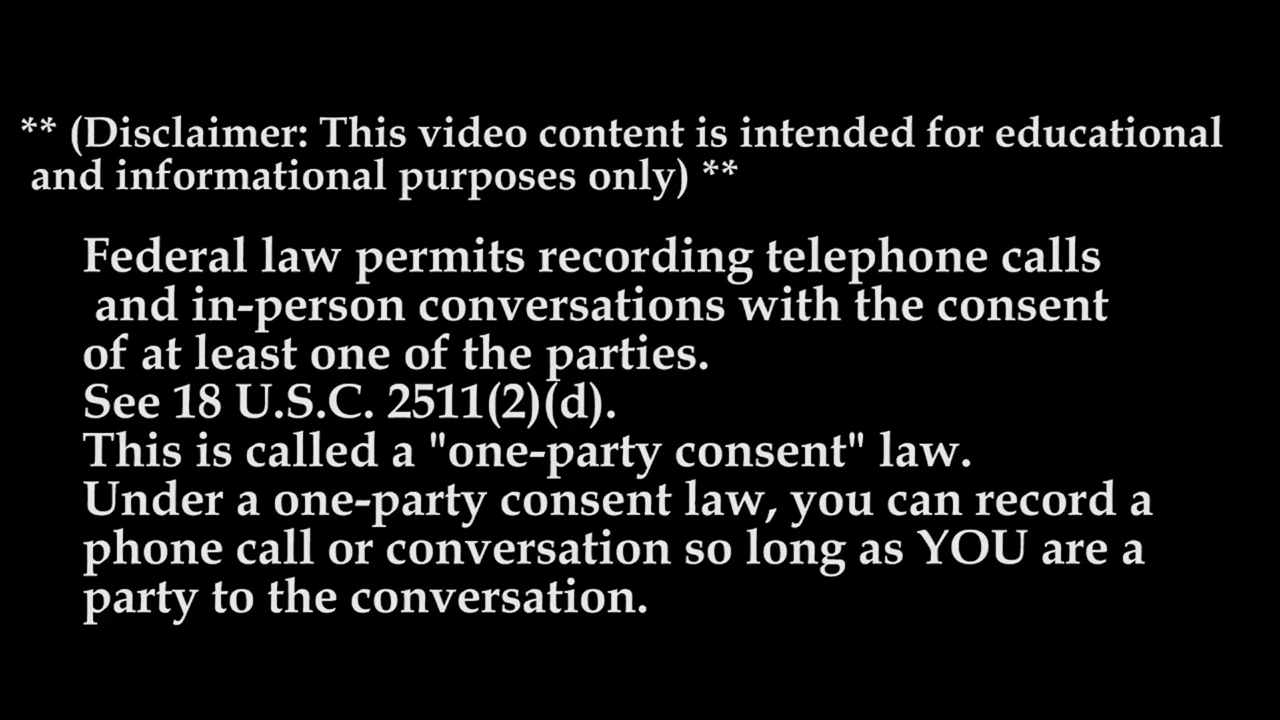 ** (Disclaimer: This video content is intended for educational
and informational purposes only) **
Federal law permits recording telephone calls
and in-person conversations with the consent
of at least one of the parties.
See 18 U.S.C. 2511(2)(d).
This is called a "one-party consent" law.
Under a one-party consent law, you can record a
phone call or conversation so long as YOU are a
party to the conversation.